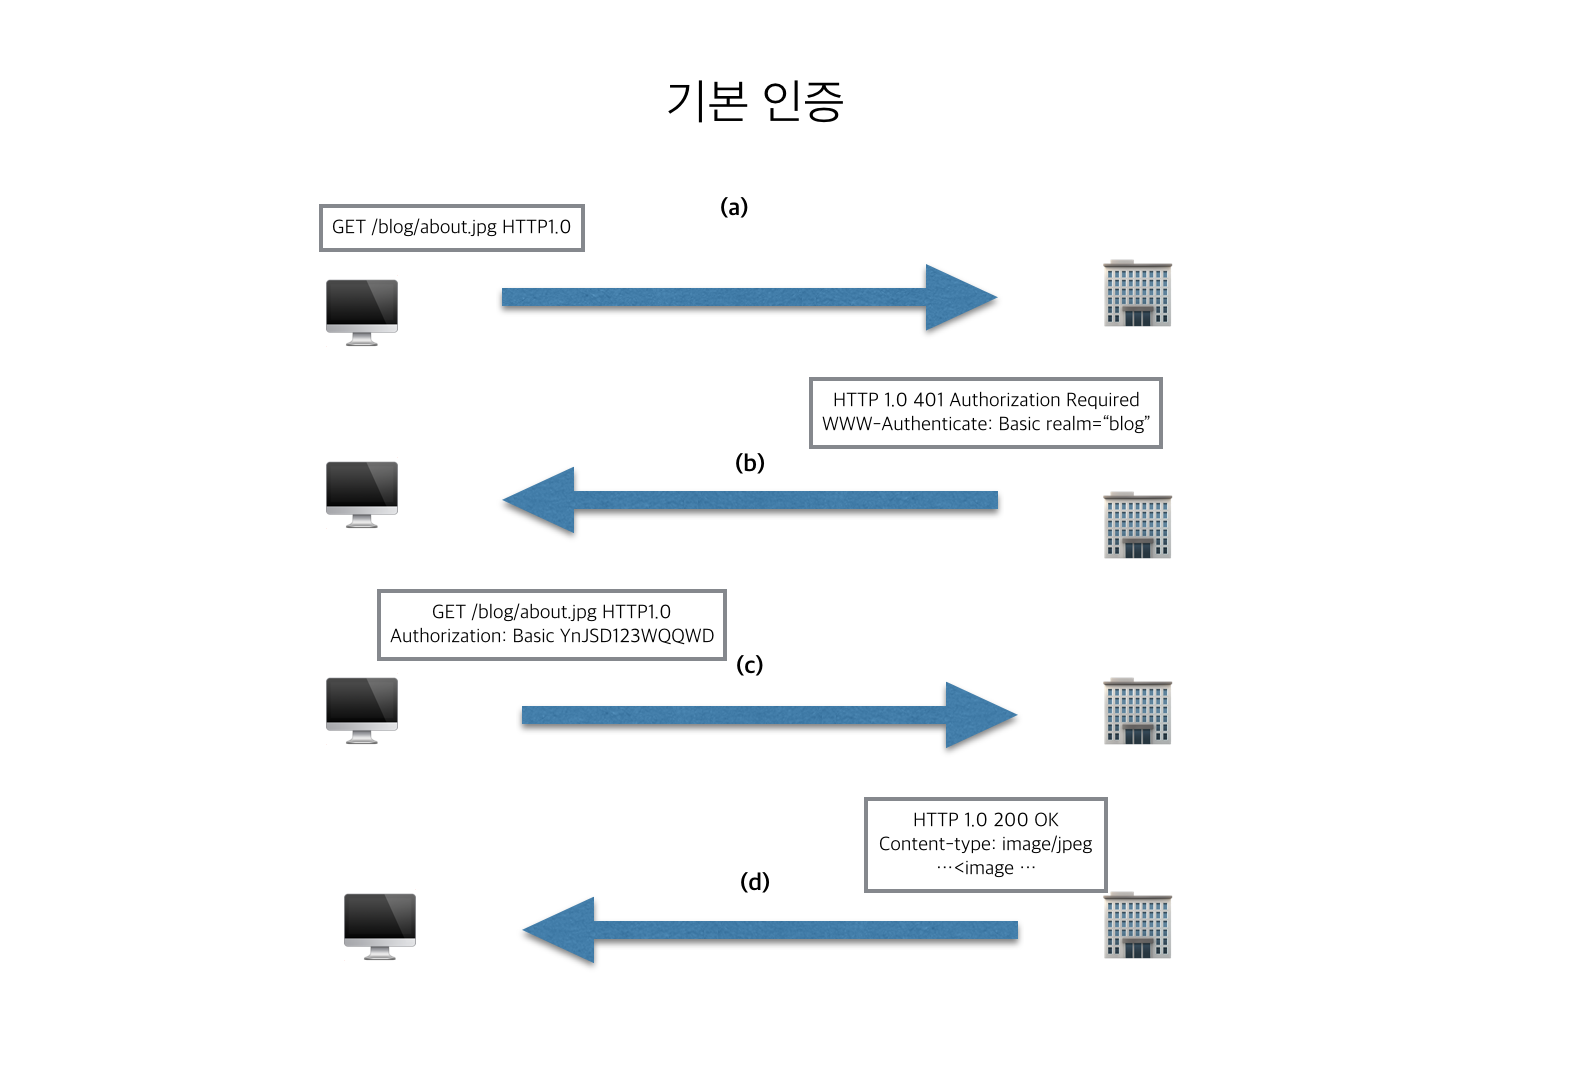 기본 인증
(a)
GET /blog/about.jpg HTTP1.0
HTTP 1.0 401 Authorization Required
WWW-Authenticate: Basic realm=“blog”
(b)
GET /blog/about.jpg HTTP1.0
Authorization: Basic YnJSD123WQQWD
(c)
HTTP 1.0 200 OK
Content-type: image/jpeg
…<image …
(d)